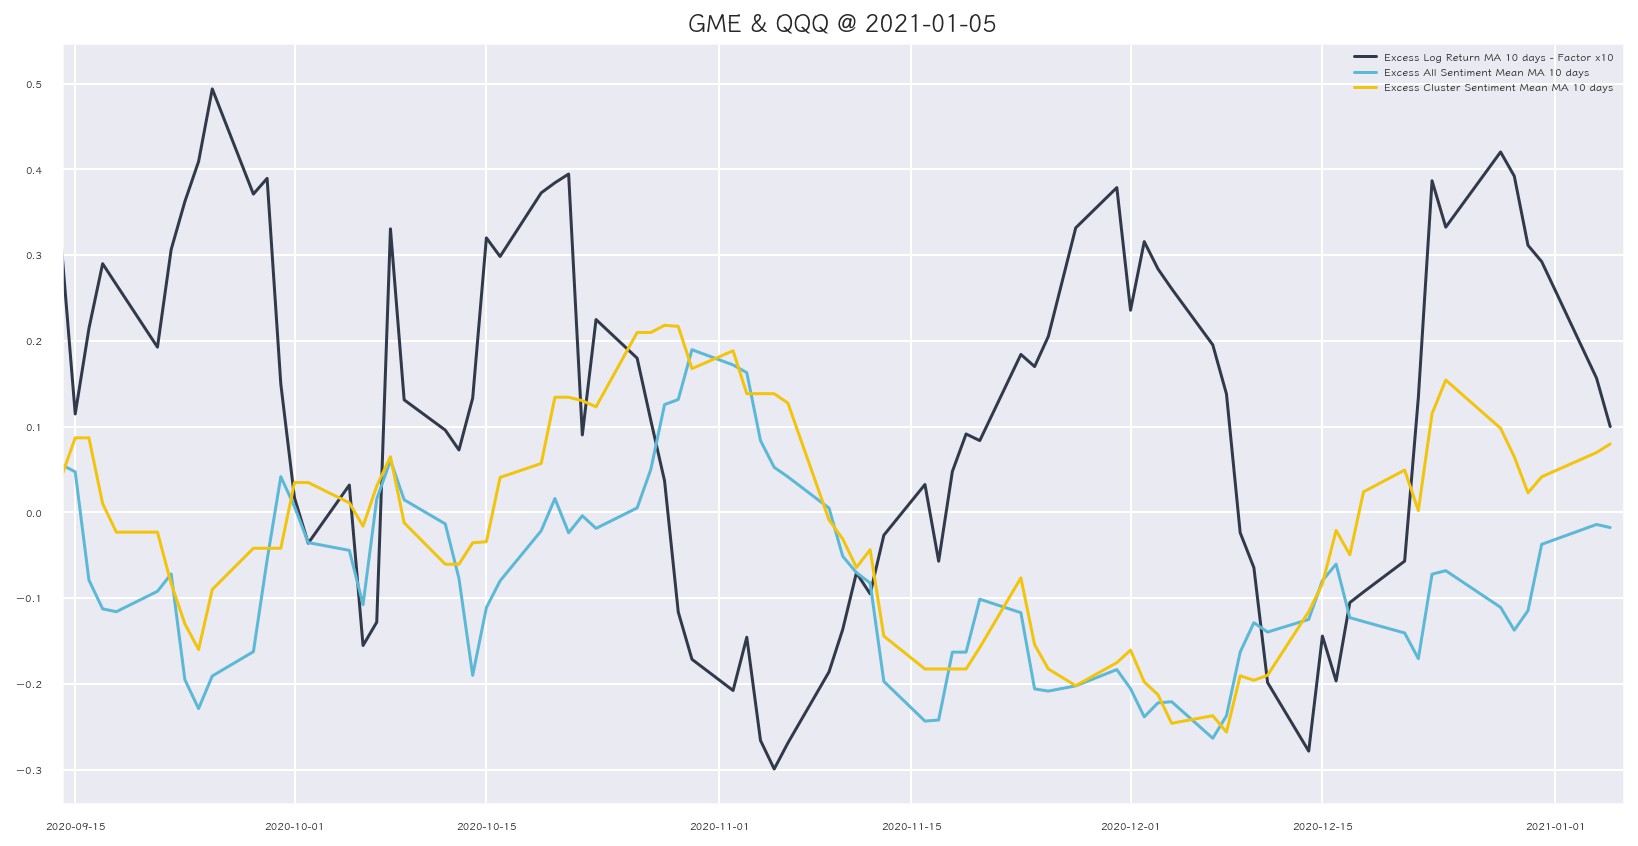 GME & QQQ @ 2021-01-05
Excess Log Return MA 10 days - Factor x10
Excess All Sentiment Mean MA 10 days
Excess Cluster Sentiment Mean MA 10 days
0.5
0.4
0.3
0.2
0.1
0.0
−0.1
−0.2
−0.3
2020-09-15 2020-10-01 2020-10-15 2020-11-01 2020-11-15 2020-12-01 2020-12-15 2021-01-01